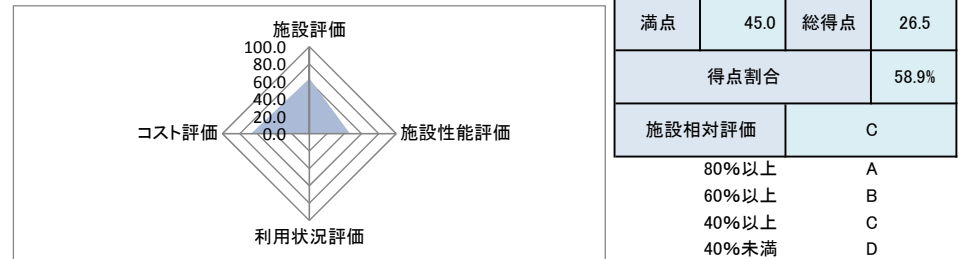 施設評価
100.0
80.0
60.0
40.0
20.0
0.0
コスト評価
施設性能評価
利用状況評価
満点 45.0 総得点 26.5
得点割合 58.9%
施設相対評価 C
80%以上 A
60%以上 B
40%以上 C
40%未満 D